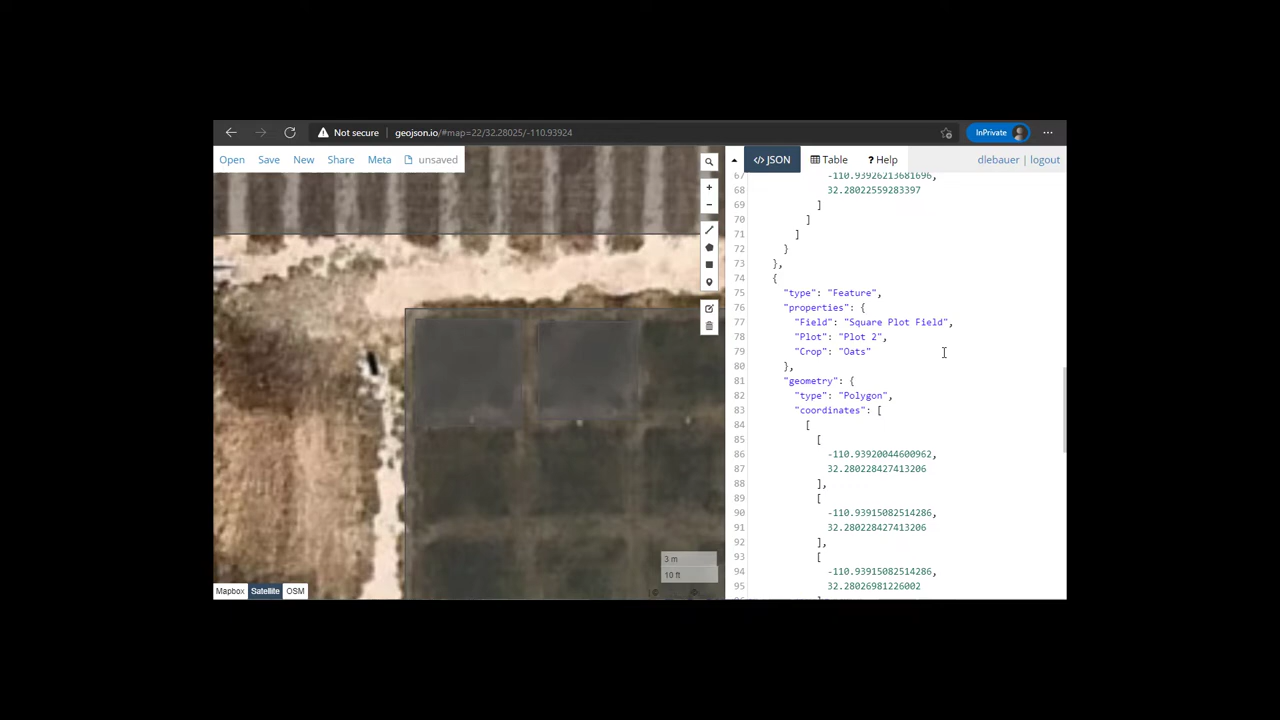 Not secure geojson.io/#map=22/32.28025/-110.93924 InPrivate
Open Save New Share Meta unsaved JSON Table ? Help dlebauer | logout
67 -110.93926213681696,
68 32.28022559283397
69 ]
70 ]
71 ]
72 }
73 },
74 {
75 "type": "Feature",
76 "properties": {
77 "Field": "Square Plot Field",
78 "Plot": "Plot 2",
79 "Crop": "Oats"
80 },
81 "geometry": {
82 "type": "Polygon",
83 "coordinates": [
84 [
85 [
86 -110.93920044600962,
87 32.280228427413206
88 ],
89 [
90 -110.93915082514286,
91 32.280228427413206
92 ],
93 [
94 -110.93915082514286,
95 32.28026981226002
3 m
10 ft
Mapbox Satellite OSM